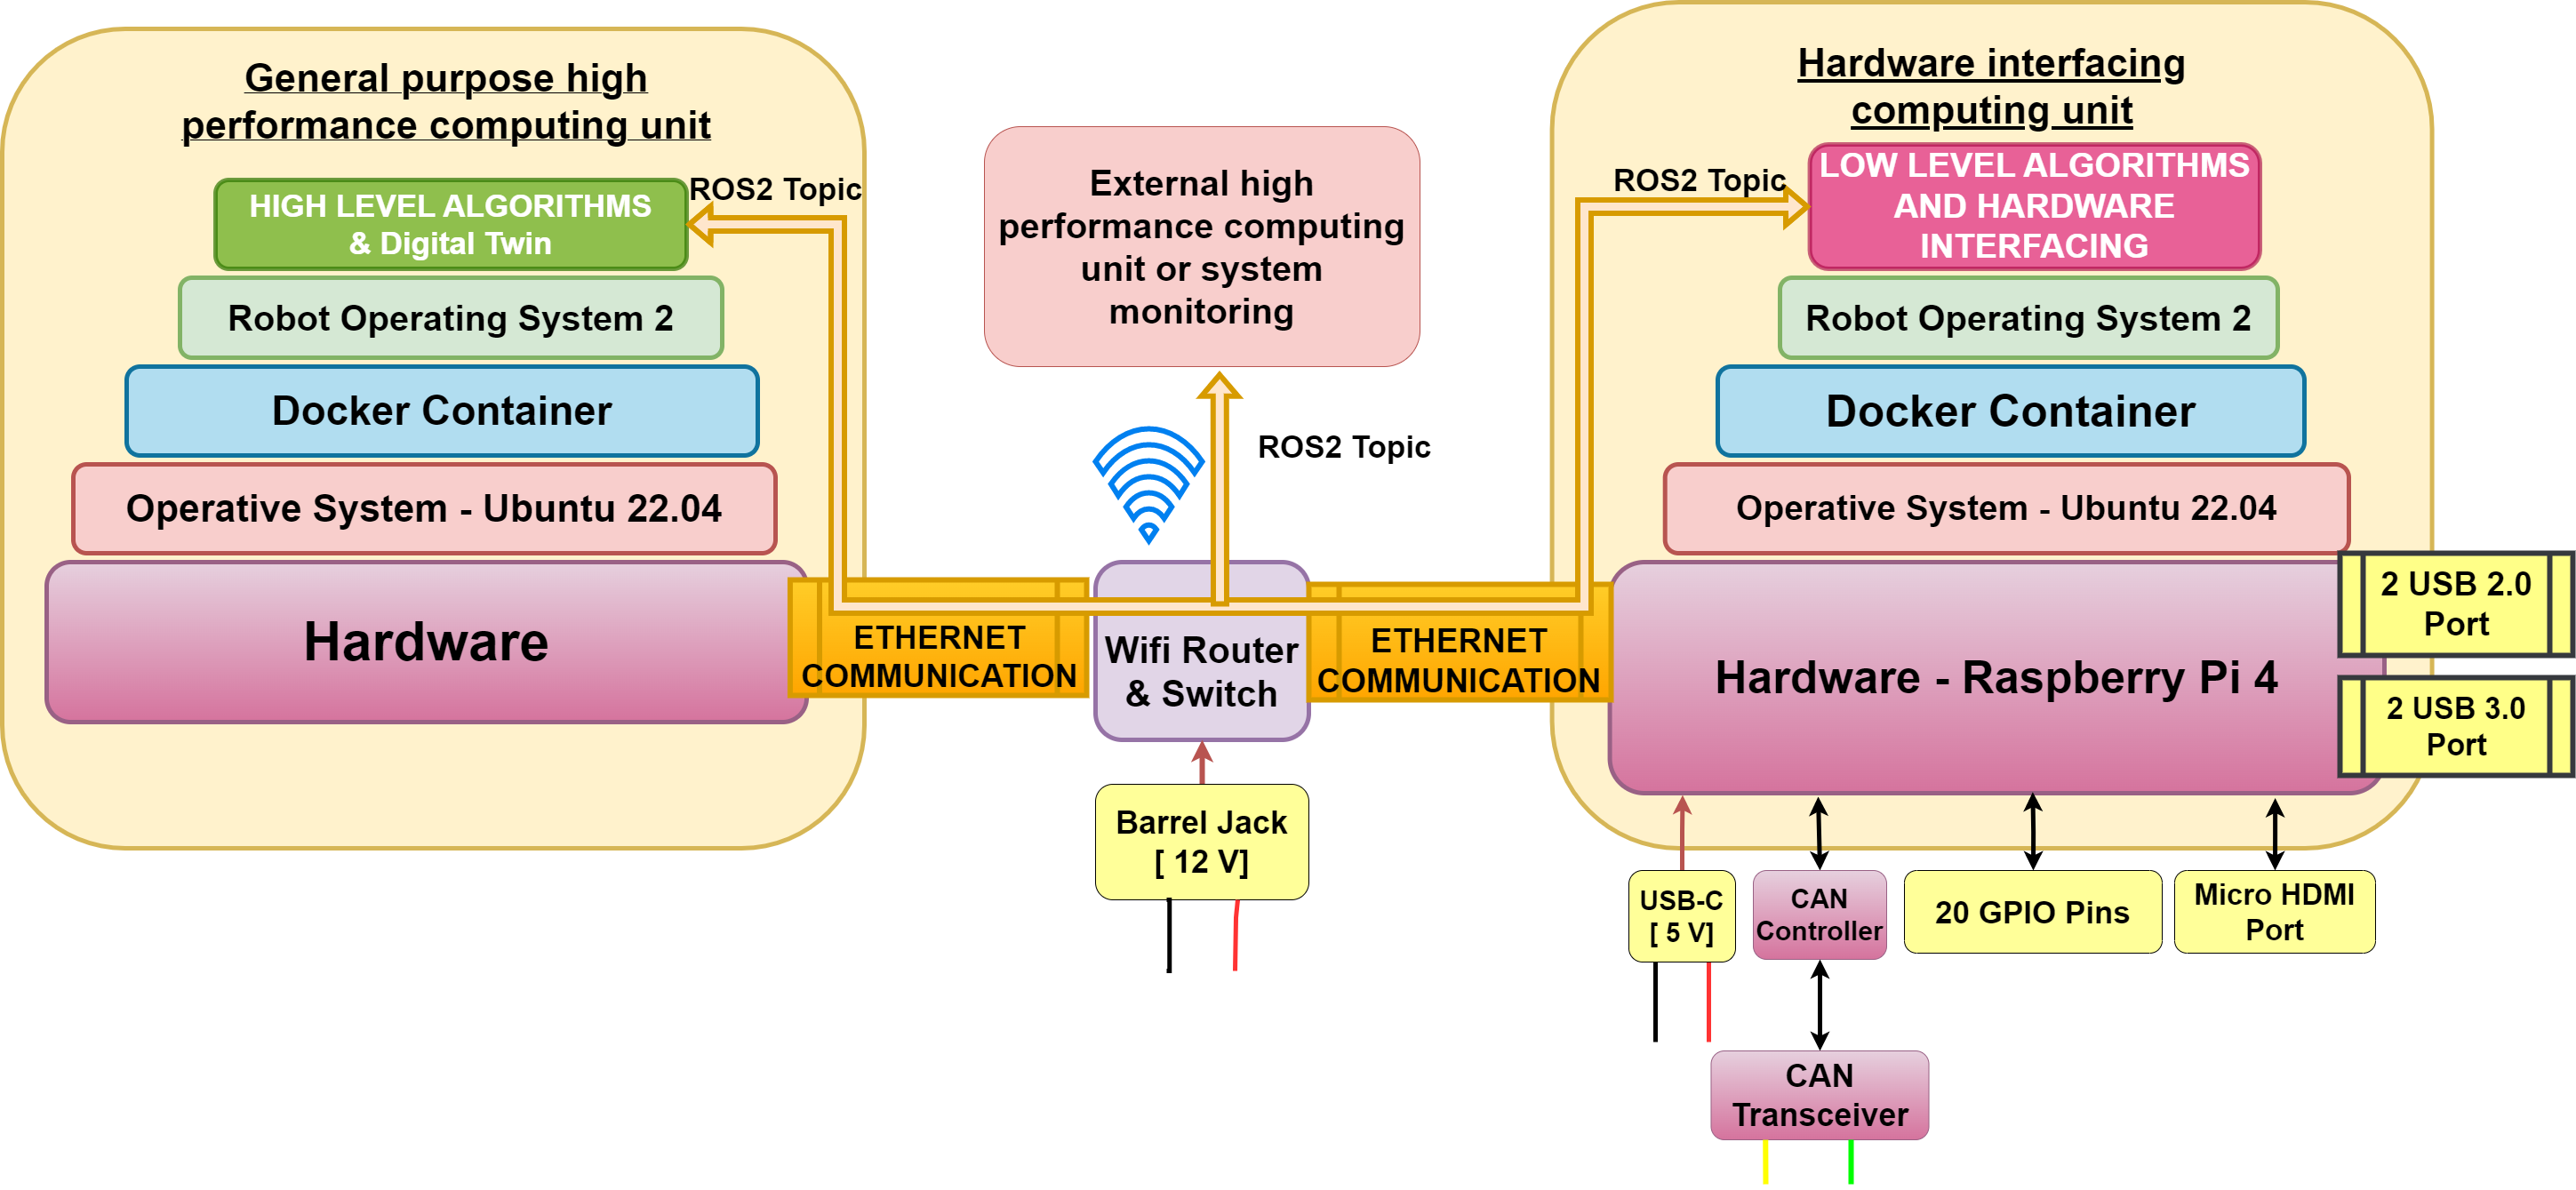 General purpose high
performance computing unit
HIGH LEVEL ALGORITHMS
& Digital Twin
ROS2 Topic
Robot Operating System 2
Docker Container
Operative System - Ubuntu 22.04
Hardware
ETHERNET
COMMUNICATION
External high
performance computing
unit or system
monitoring
ROS2 Topic
Wifi Router
& Switch
Barrel Jack
[ 12 V]
ETHERNET
COMMUNICATION
Hardware interfacing
computing unit
ROS2 Topic
LOW LEVEL ALGORITHMS
AND HARDWARE
INTERFACING
Robot Operating System 2
Docker Container
Operative System - Ubuntu 22.04
Hardware - Raspberry Pi 4
2 USB 2.0
Port
2 USB 3.0
Port
USB-C
[ 5 V]
CAN
Controller
20 GPIO Pins
Micro HDMI
Port
CAN
Transceiver